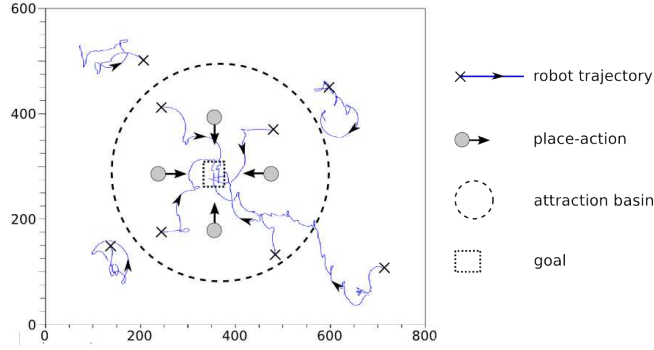 600
400
200
0
0 200 400 600 800
robot trajectory
place-action
attraction basin
goal